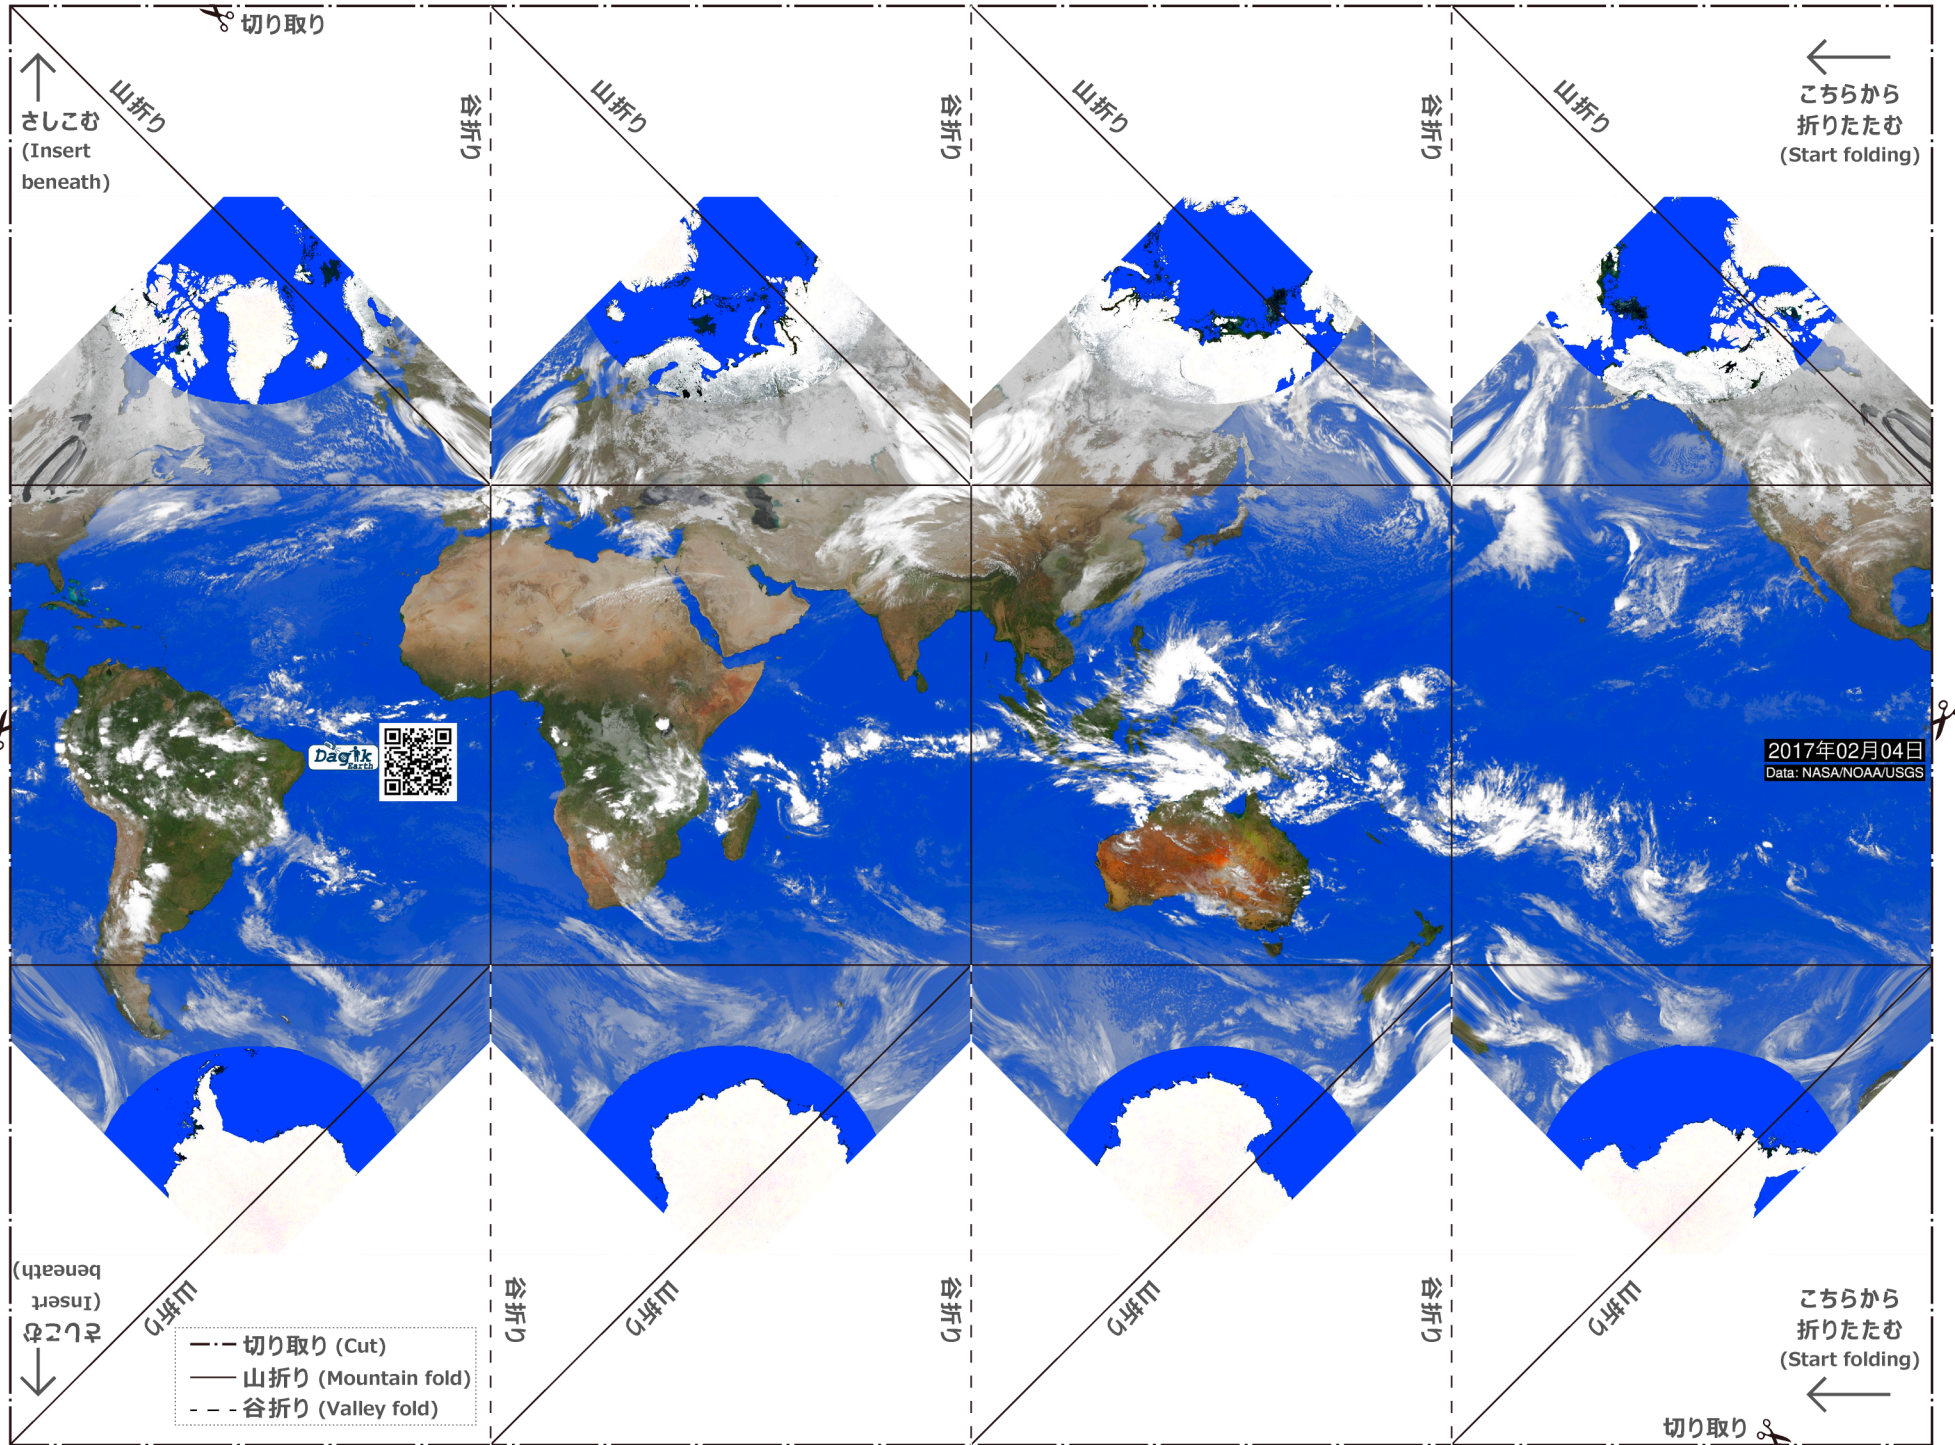 切り取り
山折り
山折り
山折り
山折り
谷折り
谷折り
谷折り
さしこむ
(Insert
beneath)
こちらから
折りたたむ
(Start folding)
Dagik
Earth
2017年02月04日
Data: NASA/NOAA/USGS
さしこむ
(Insert
beneath)
山折り
山折り
山折り
山折り
谷折り
谷折り
谷折り
切り取り (Cut)
山折り (Mountain fold)
谷折り (Valley fold)
こちらから
折りたたむ
(Start folding)
切り取り